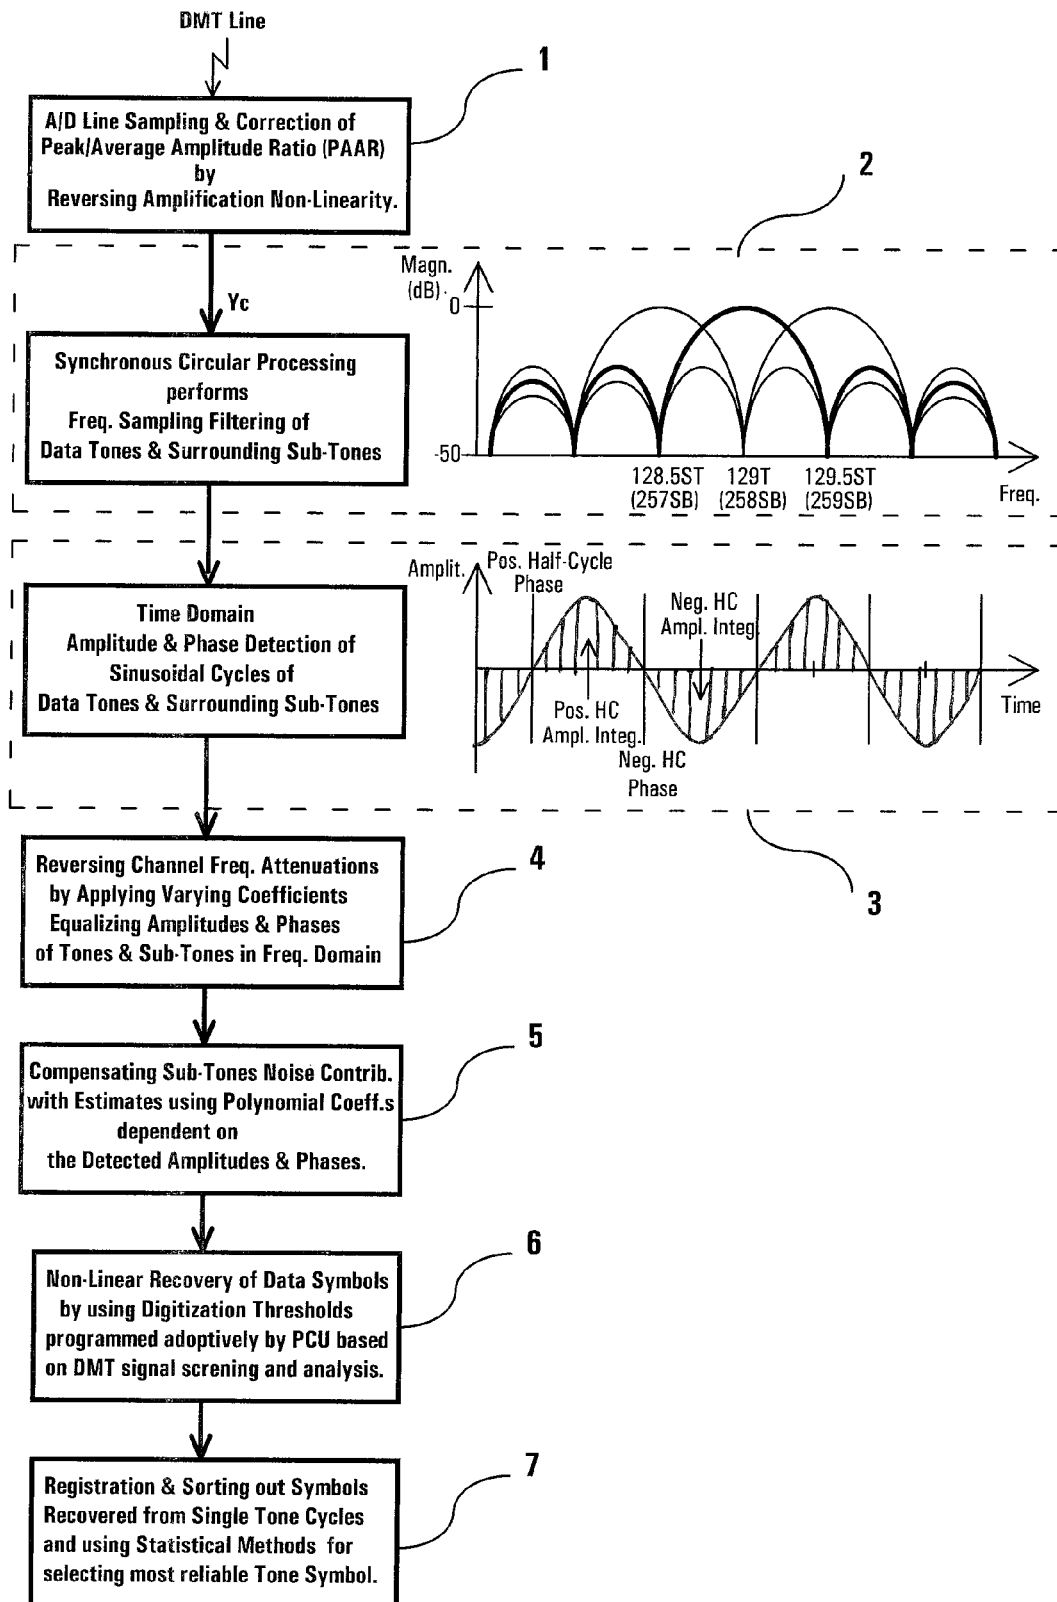 DMT Line
1
A/D Line Sampling & Correction of
Peak/Average Amplitude Ratio (PAAR)
by
Reversing Amplification Non-Linearity.
2
Yc
Synchronous Circular Processing
performs
Freq. Sampling Filtering of
Data Tones & Surrounding Sub-Tones
Magn.
(dB)
0
-50
128.5ST
(257SB)
129T
(258SB)
129.5ST
(259SB)
Freq.
Time Domain
Amplitude & Phase Detection of
Sinusoidal Cycles of
Data Tones & Surrounding Sub-Tones
Amplit.
Pos. Half-Cycle
Phase
Neg. HC
Ampl. Integ.
Pos. HC
Ampl. Integ.
Neg. HC
Phase
Time
3
Reversing Channel Freq. Attenuations
by Applying Varying Coefficients
Equalizing Amplitudes & Phases
of Tones & Sub-Tones in Freq. Domain
4
Compensating Sub-Tones Noise Contrib.
with Estimates using Polynomial Coeff.s
dependent on
the Detected Amplitudes & Phases.
5
Non-Linear Recovery of Data Symbols
by using Digitization Thresholds
programmed adoptively by PCU based
on DMT signal screning and analysis.
6
Registration & Sorting out Symbols
Recovered from Single Tone Cycles
and using Statistical Methods for
selecting most reliable Tone Symbol.
7